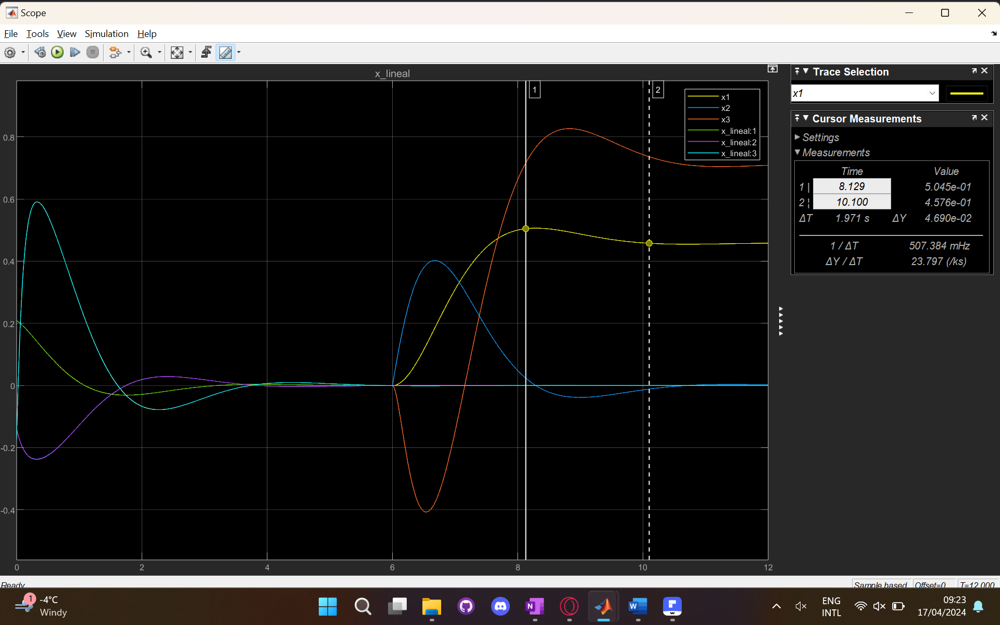 Scope
File Tools View Simulation Help
x_lineal
1
2
x1
x2
x3
x_lineal:1
x_lineal:2
x_lineal:3
0.8
0.6
0.4
0.2
0
-0.2
-0.4
0 2 4 6 8 10 12
Trace Selection
x1
Cursor Measurements
Settings
Measurements
Time Value
1 | 8.129 5.045e-01
2 ¦ 10.100 4.576e-01
ΔT 1.971 s ΔY 4.690e-02
1 / ΔT 507.384 mHz
ΔY / ΔT 23.797 (/ks)
Ready
Sample based Offset=0 T=12.000
1
-4°C
Windy
N
W
ENG
INTL
09:23
17/04/2024